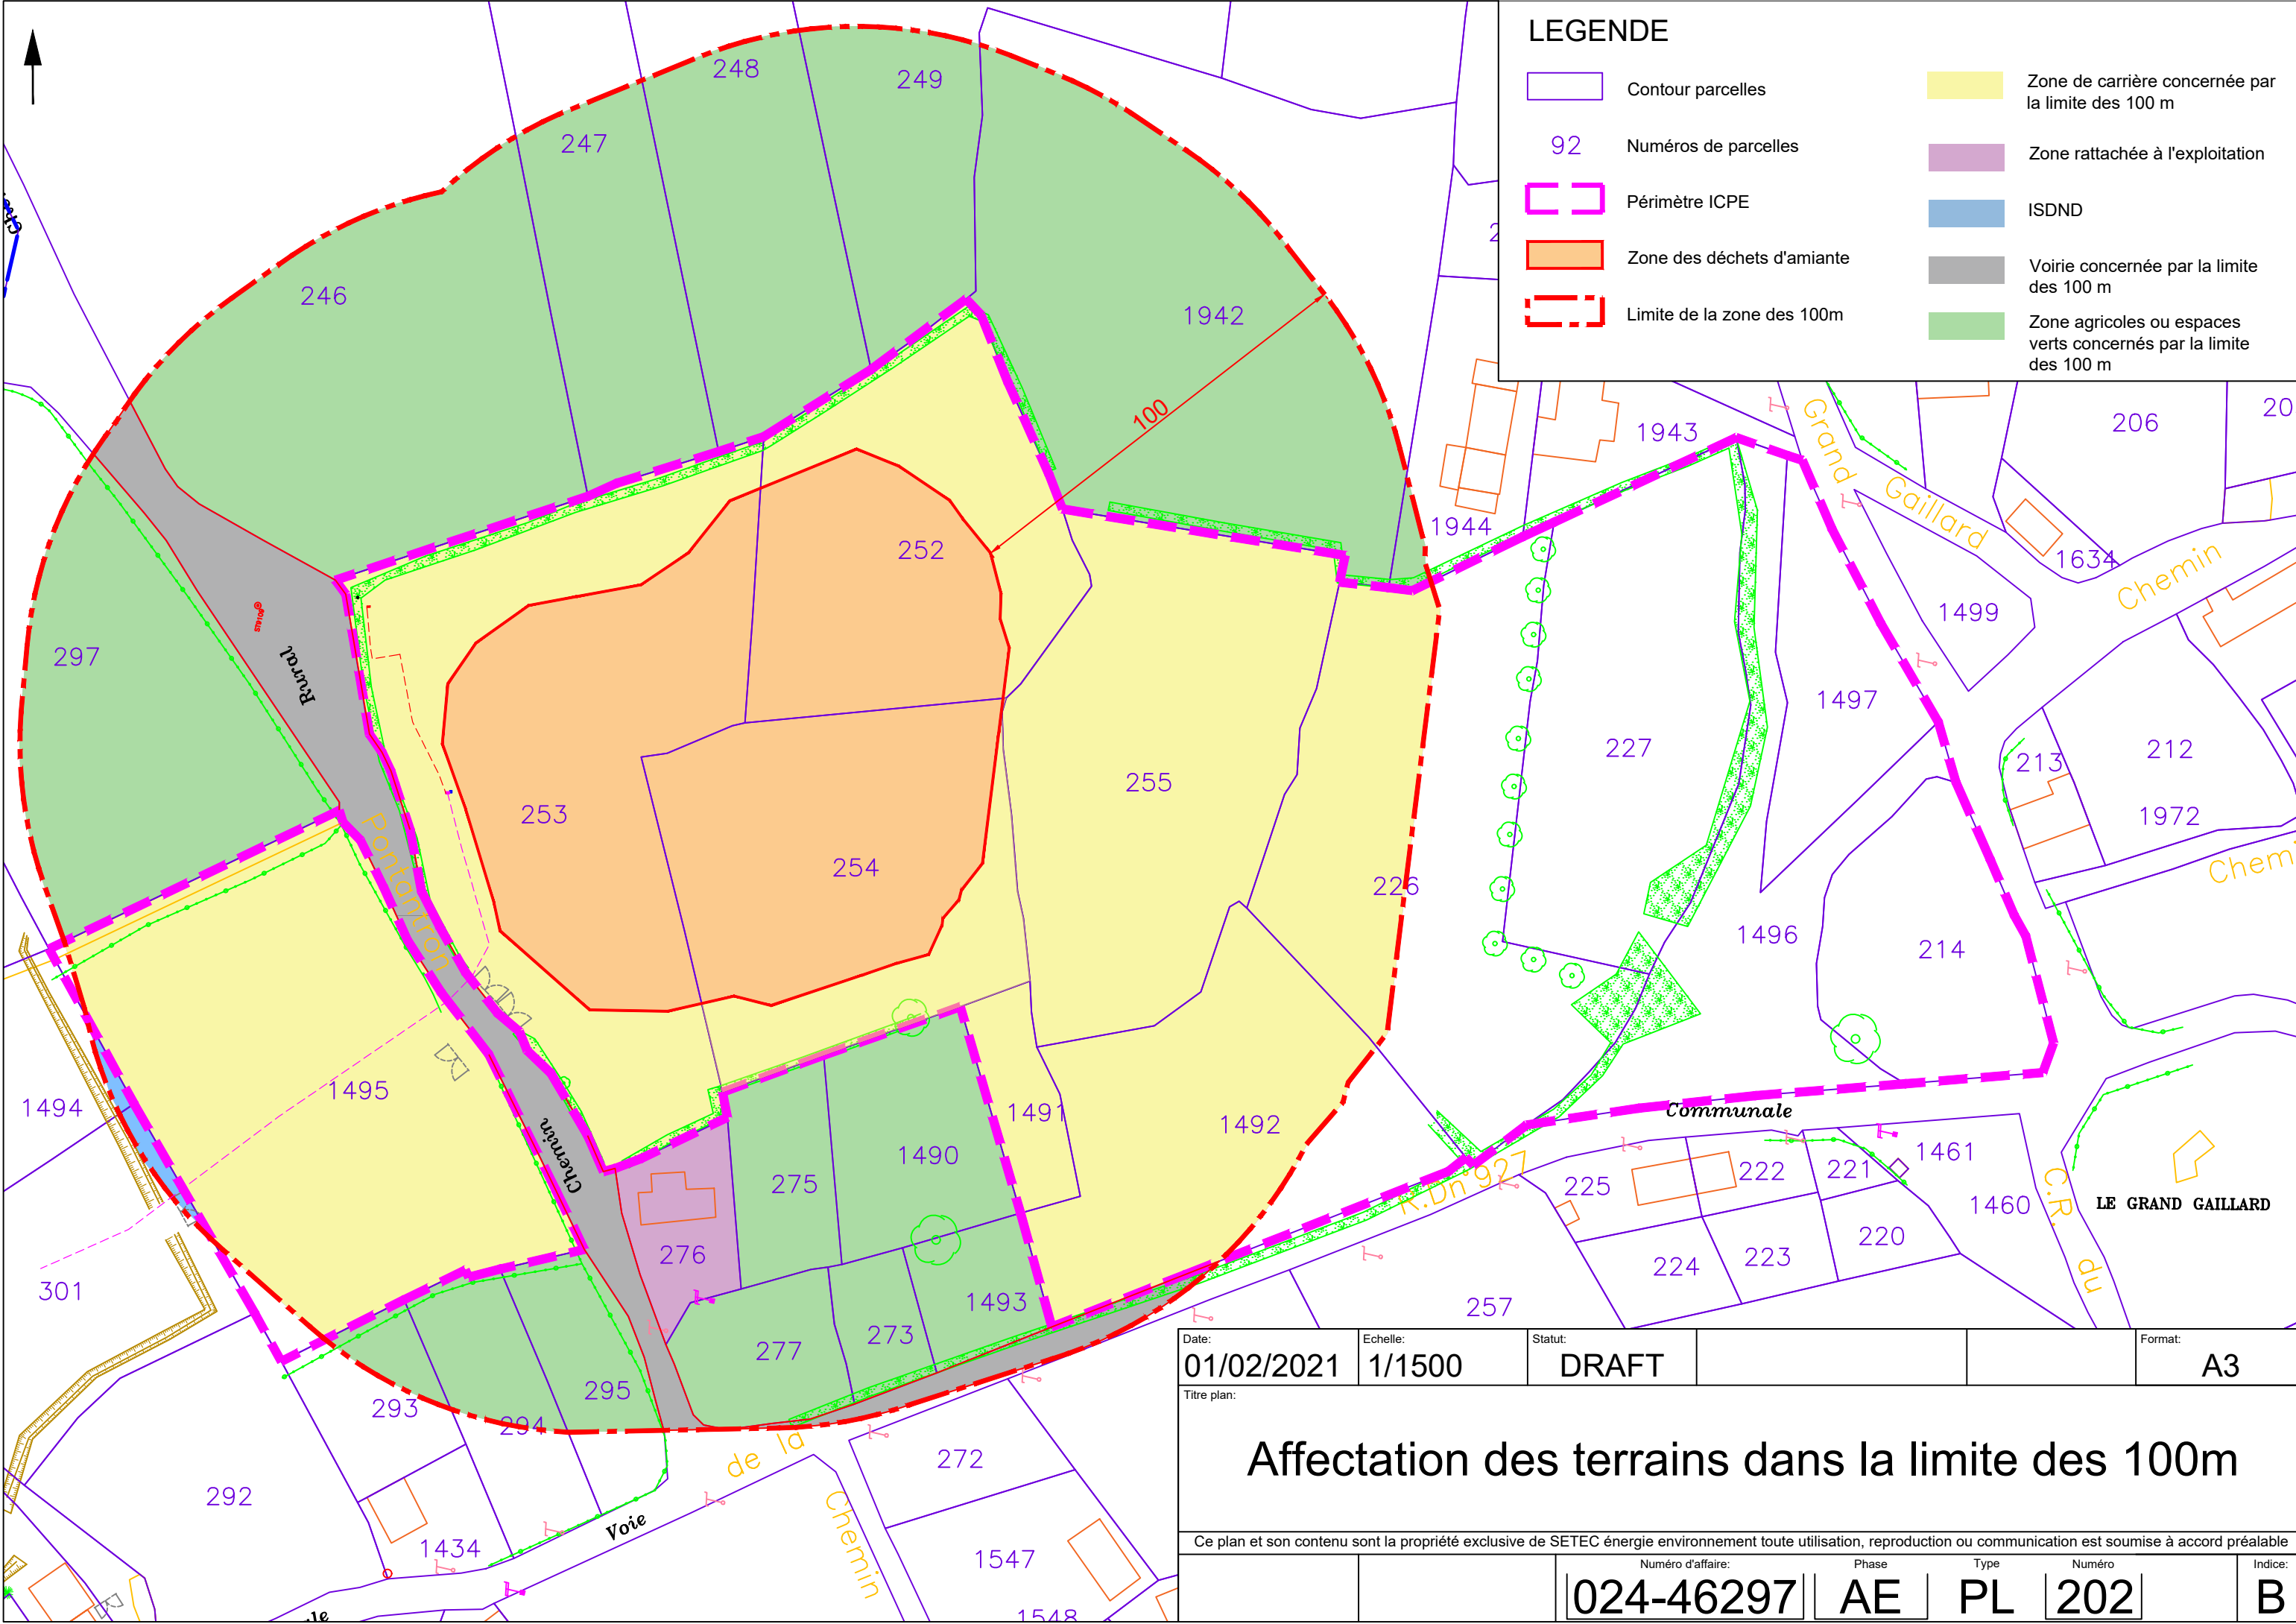 LEGENDE
Contour parcelles
92
Numéros de parcelles
Périmètre ICPE
Zone des déchets d'amiante
Limite de la zone des 100m
Zone de carrière concernée par
la limite des 100 m
Zone rattachée à l'exploitation
ISDND
Voirie concernée par la limite
des 100 m
Zone agricoles ou espaces
verts concernés par la limite
des 100 m
248
249
247
246
1942
100
252
297
Rural
253
254
255
226
Pontonron
1495
1494
301
Chemin
276
275
1490
1491
1492
1493
277
273
295
294
293
292
1434
Voie
de la
Chemin
272
1547
1548
1943
1944
227
1497
1496
214
Grand
Gaillard
206
20
1634
Chemin
1499
213
212
1972
Chemi
Communale
R.Dn°927
225
222
221
1461
1460
224
223
220
257
C.R.
du
LE GRAND GAILLARD
Date:
01/02/2021
Echelle:
1/1500
Statut:
DRAFT
Format:
A3
Titre plan:
Affectation des terrains dans la limite des 100m
Ce plan et son contenu sont la propriété exclusive de SETEC énergie environnement toute utilisation, reproduction ou communication est soumise à accord préalable
Numéro d'affaire:
024-46297
Phase
AE
Type
PL
Numéro
202
Indice:
B